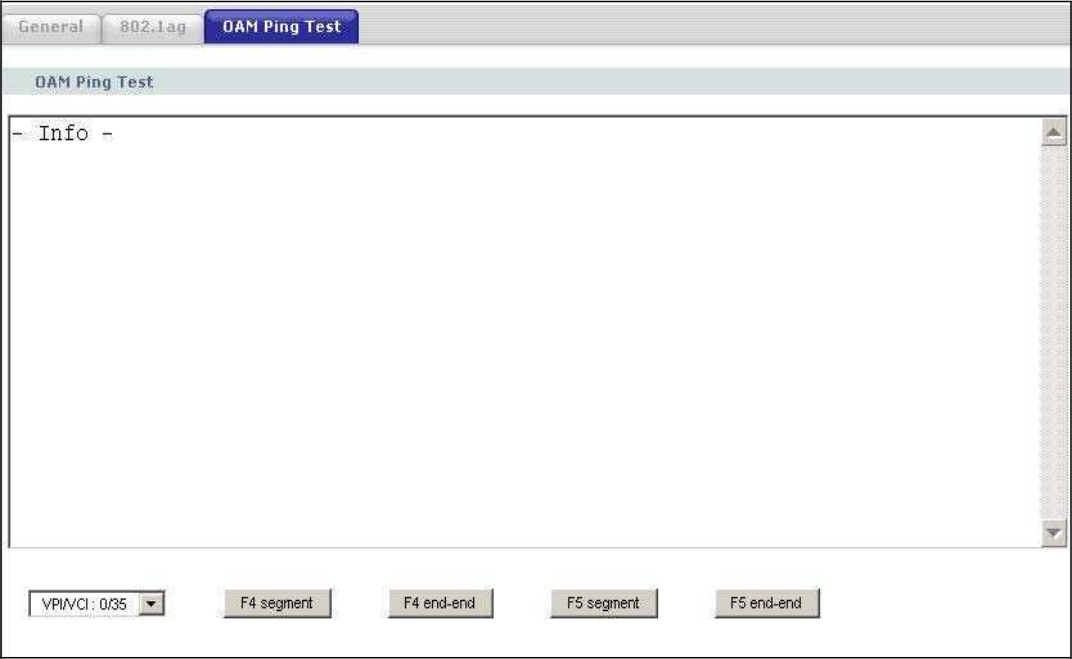 General 802.1ag OAM Ping Test
OAM Ping Test
- Info -
VPI/VCI : 0/35 F4 segment F4 end-end F5 segment F5 end-end